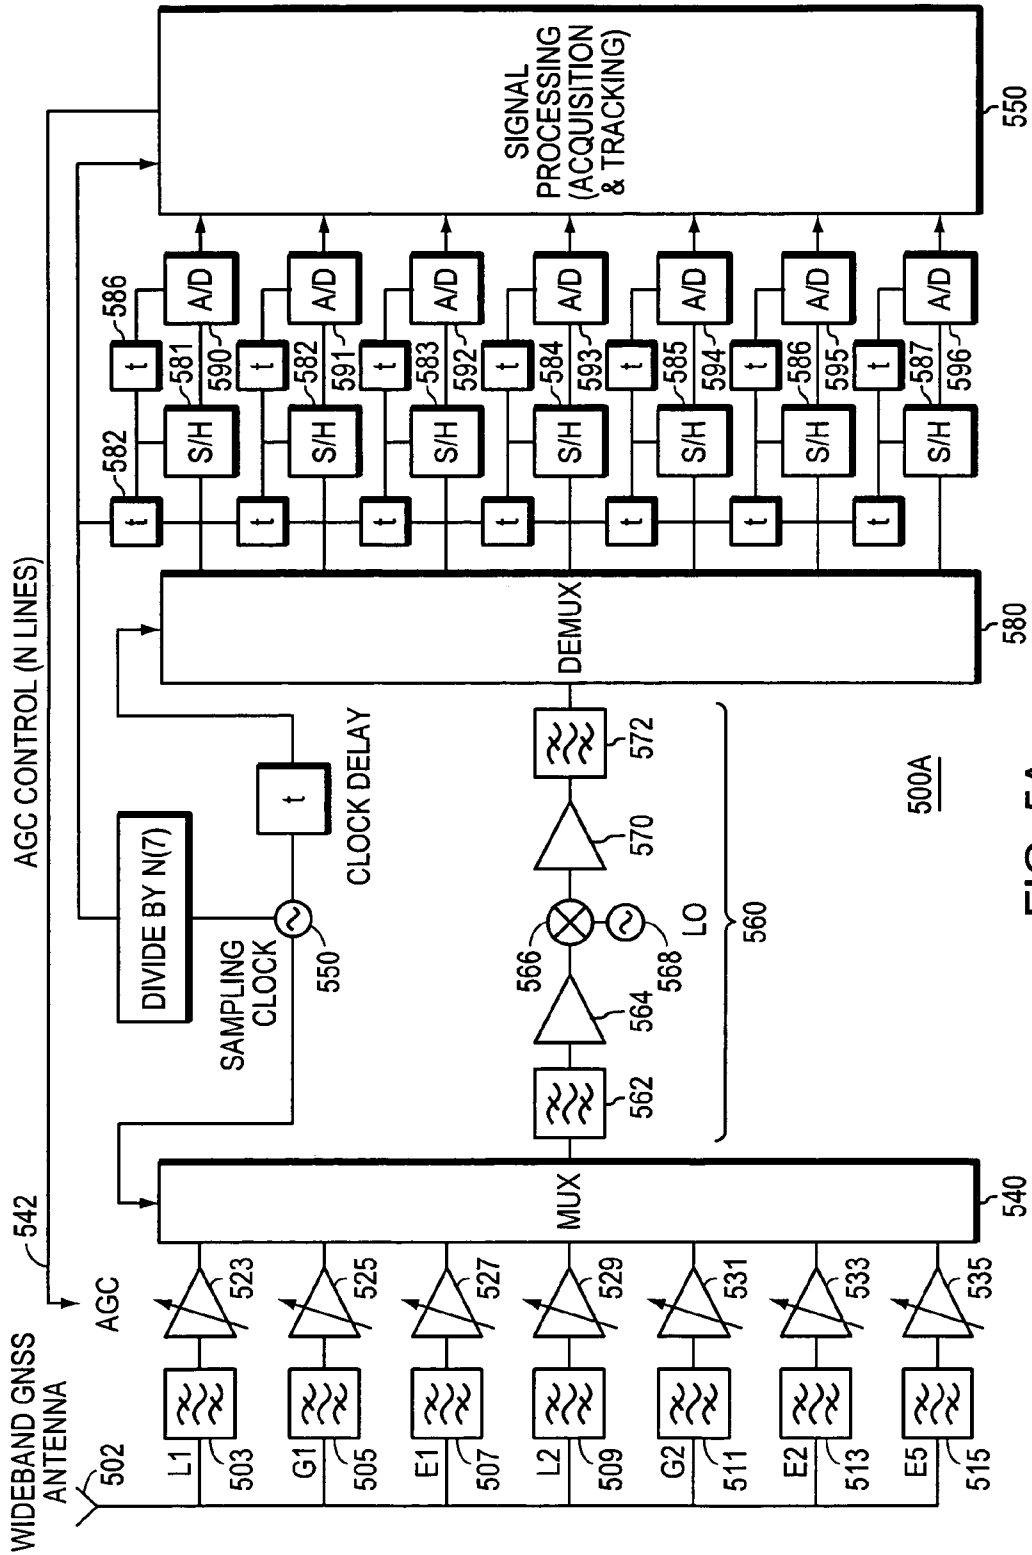 WIDEBAND GNSS
ANTENNA
502
542
AGC CONTROL (N LINES)
AGC
L1
503
523
G1
505
525
E1
507
527
L2
509
529
G2
511
531
E2
513
533
E5
515
535
MUX
540
DIVIDE BY N(7)
SAMPLING
CLOCK
550
t
CLOCK DELAY
562
564
566
568
LO
570
572
560
DEMUX
580
t
582
t
586
S/H
581
A/D
590
t
t
S/H
582
A/D
591
t
t
S/H
583
A/D
592
t
t
S/H
584
A/D
593
t
t
S/H
585
A/D
594
t
t
S/H
586
A/D
595
t
t
S/H
587
A/D
596
SIGNAL
PROCESSING
(ACQUISITION
& TRACKING)
550
500A